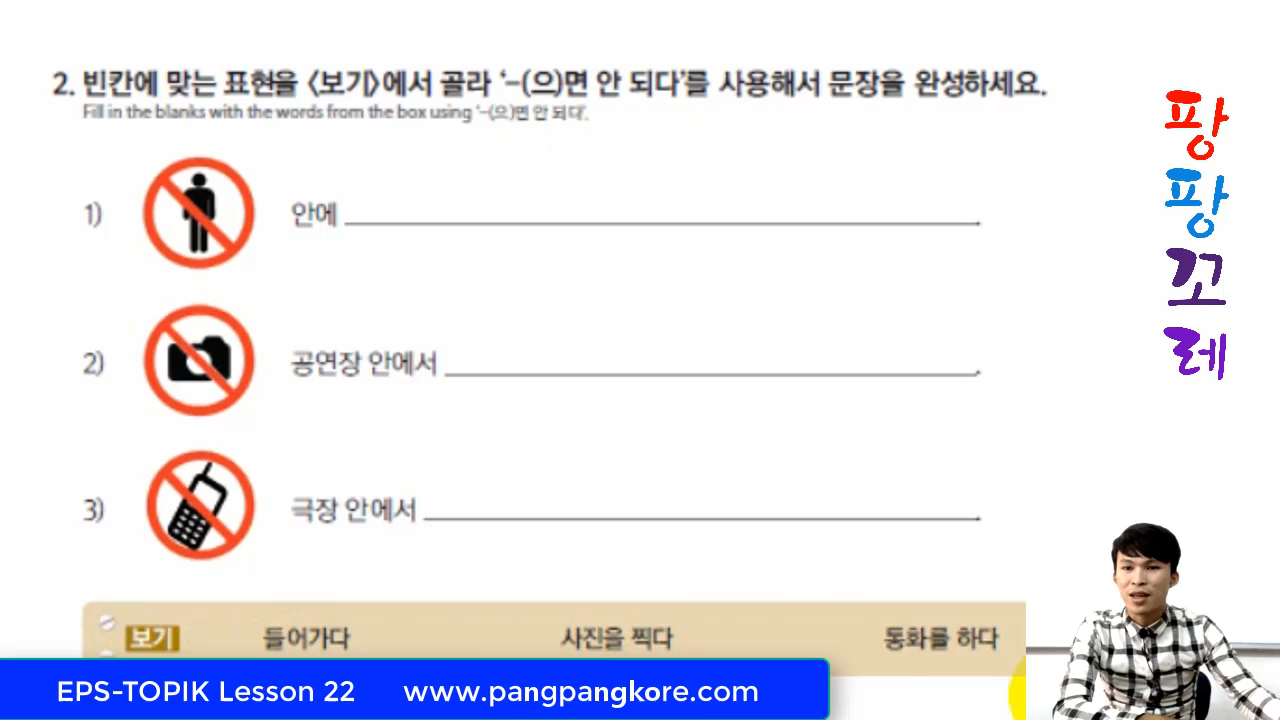 2. 빈칸에 맞는 표현을 〈보기〉에서 골라 ‘-(으)면 안 되다’를 사용해서 문장을 완성하세요.
Fill in the blanks with the words from the box using ‘-(으)면 안 되다’.
1) 안에 .
2) 공연장 안에서 .
3) 극장 안에서 .
보기 들어가다 사진을 찍다 통화를 하다
팡
팡
꼬
레
EPS-TOPIK Lesson 22 www.pangpangkore.com